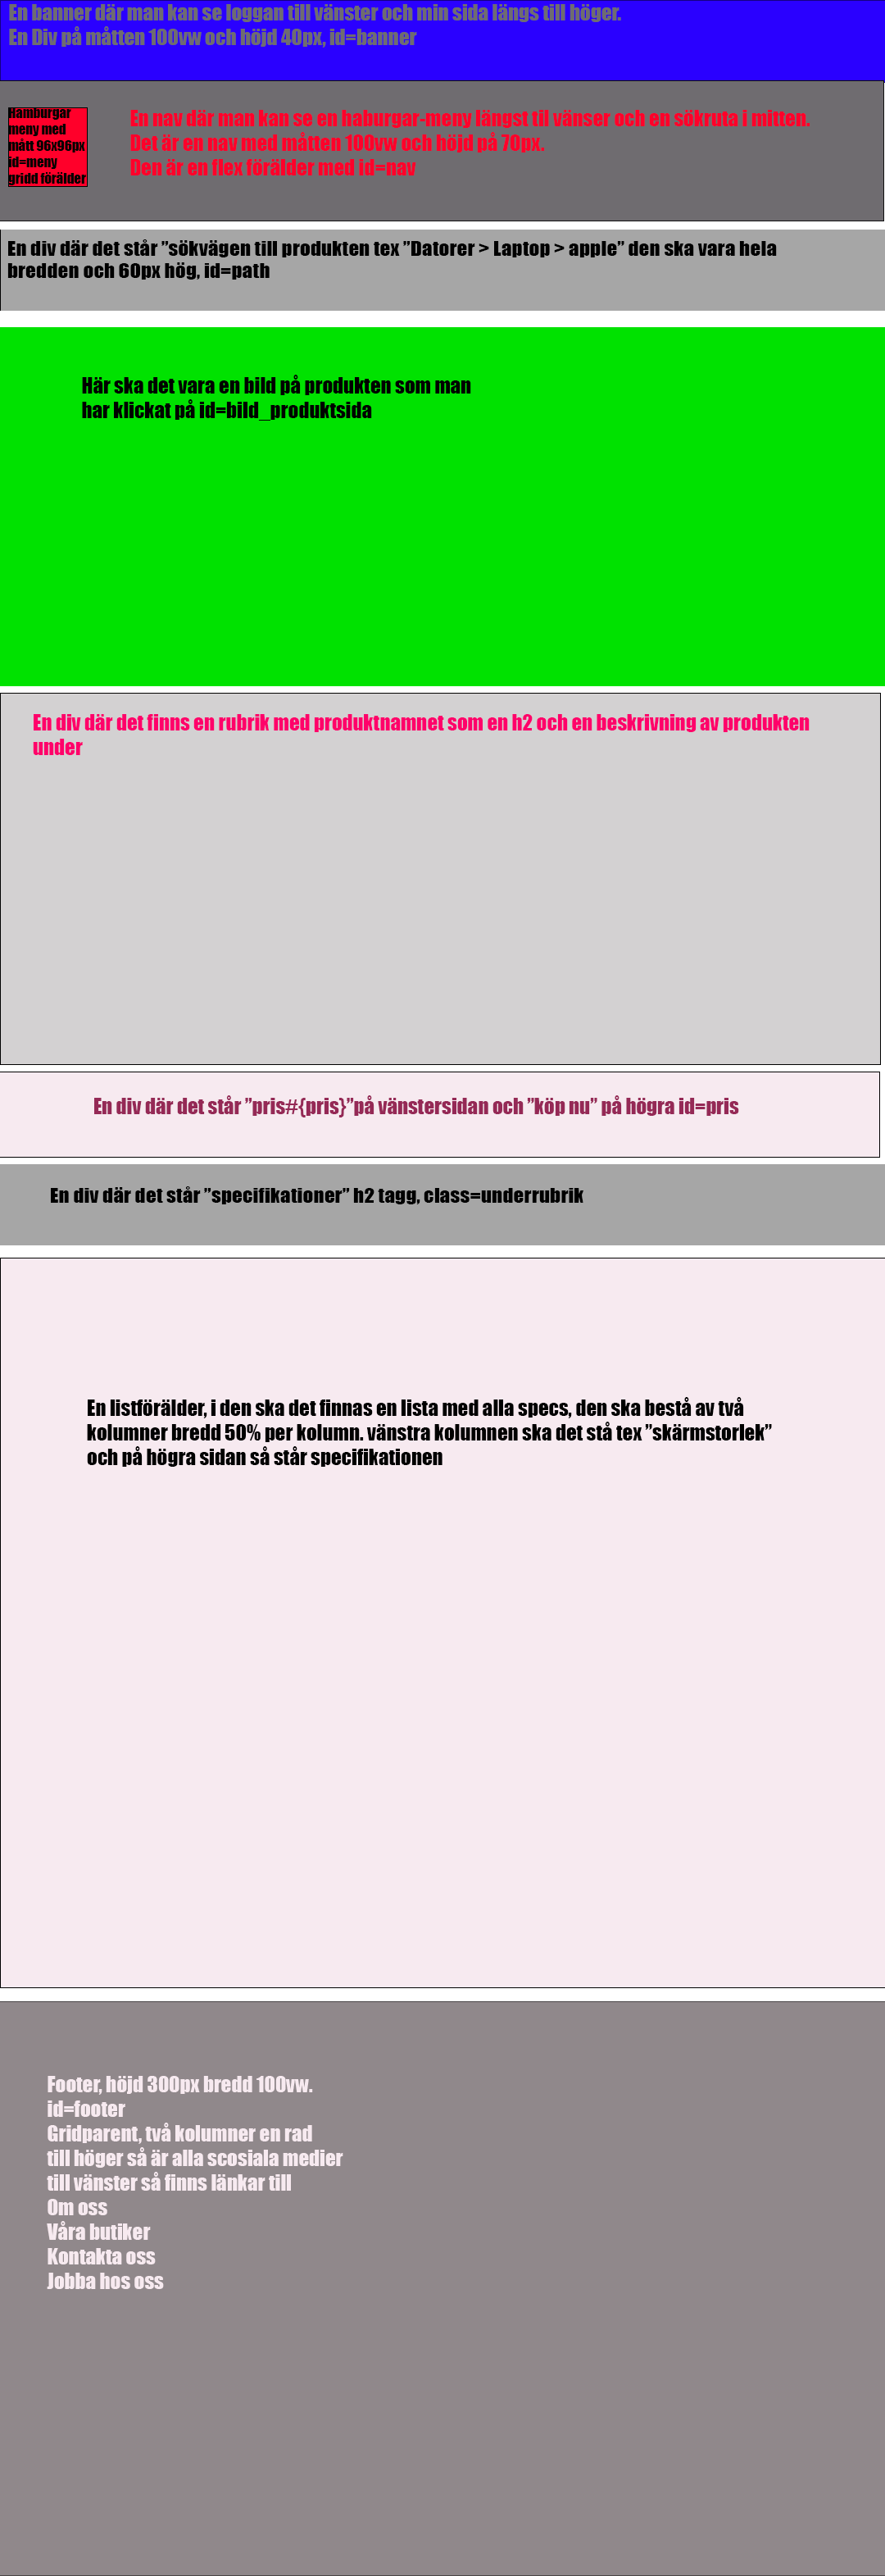 En banner där man kan se loggan till vänster och min sida längs till höger.
En Div på måtten 100vw och höjd 40px, id=banner
Hamburgar
meny med
mått 96x96px
id=meny
gridd förälder
En nav där man kan se en haburgar-meny längst til vänser och en sökruta i mitten.
Det är en nav med måtten 100vw och höjd på 70px.
Den är en flex förälder med id=nav
En div där det står ”sökvägen till produkten tex ”Datorer > Laptop > apple” den ska vara hela
bredden och 60px hög, id=path
Här ska det vara en bild på produkten som man
har klickat på id=bild_produktsida
En div där det finns en rubrik med produktnamnet som en h2 och en beskrivning av produkten
under
En div där det står ”pris#{pris}”på vänstersidan och ”köp nu” på högra id=pris
En div där det står ”specifikationer” h2 tagg, class=underrubrik
En listförälder, i den ska det finnas en lista med alla specs, den ska bestå av två
kolumner bredd 50% per kolumn. vänstra kolumnen ska det stå tex ”skärmstorlek”
och på högra sidan så står specifikationen
Footer, höjd 300px bredd 100vw.
id=footer
Gridparent, två kolumner en rad
till höger så är alla scosiala medier
till vänster så finns länkar till
Om oss
Våra butiker
Kontakta oss
Jobba hos oss